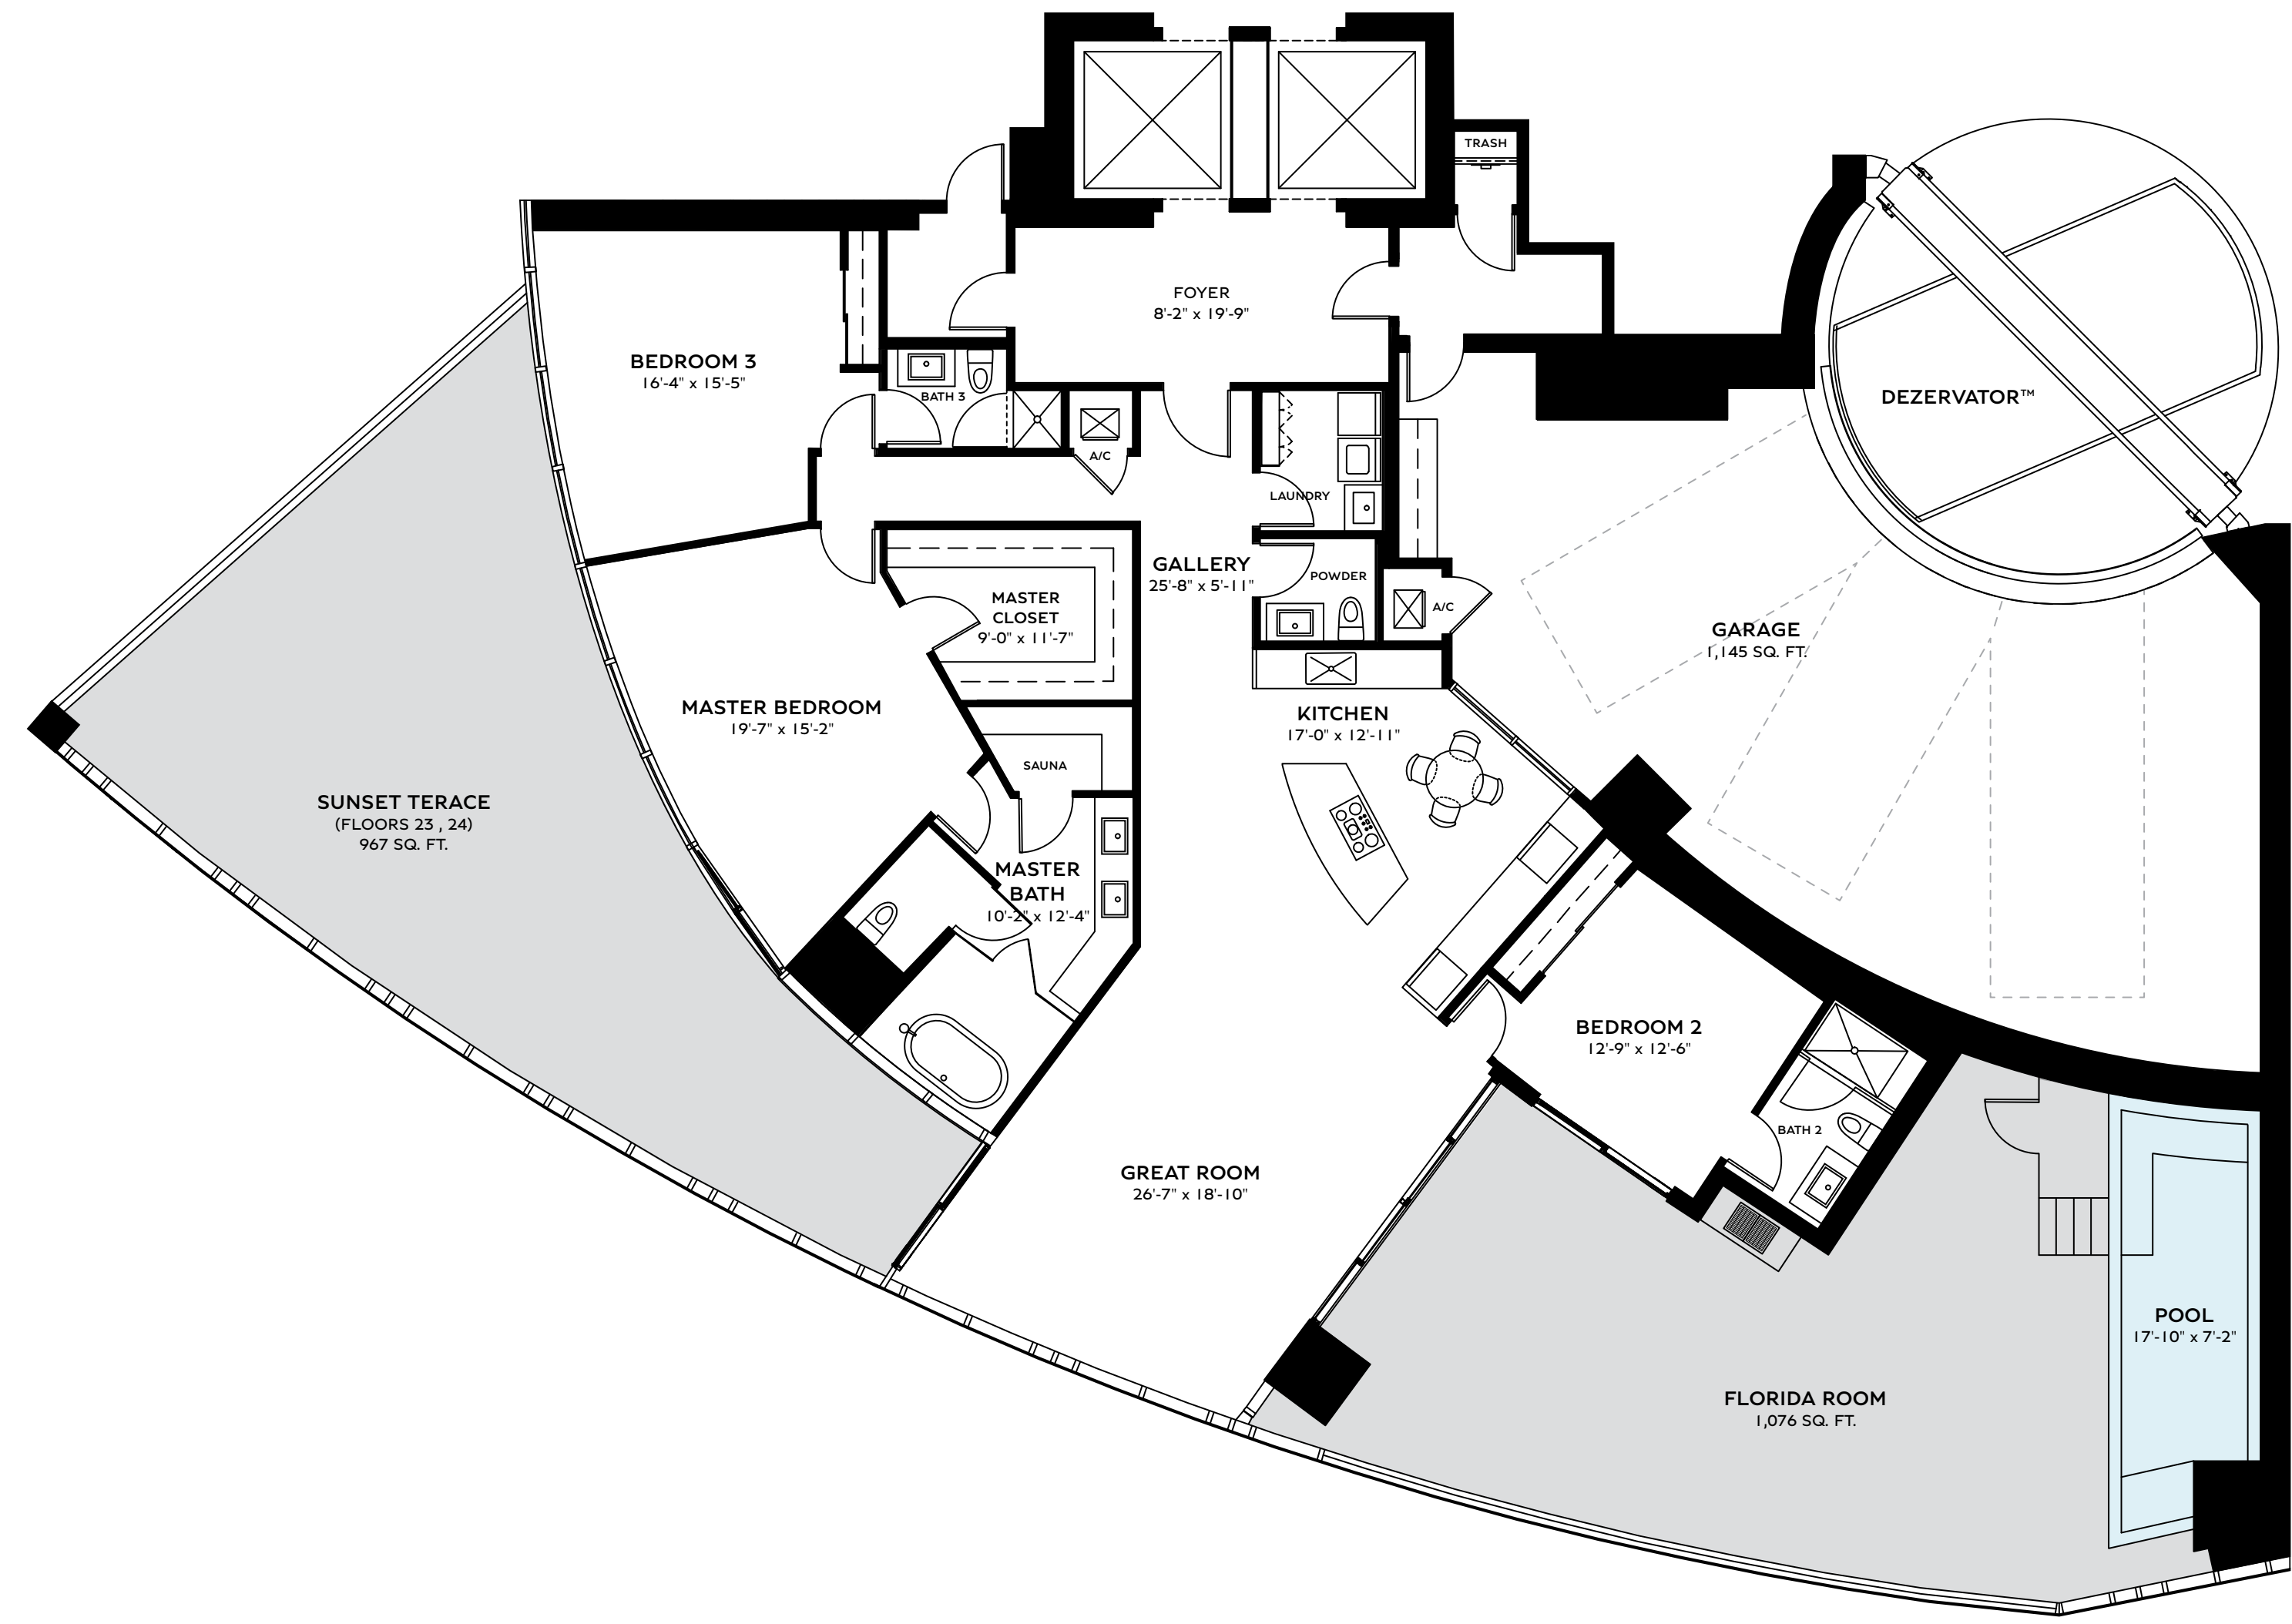 TRASH
FOYER
8'-2" x 19'-9"
BEDROOM 3
16'-4" x 15'-5"
BATH 3
DEZERVATOR™
A/C
LAUNDRY
GALLERY
25'-8" x 5'-11"
POWDER
A/C
MASTER
CLOSET
9'-0" x 11'-7"
GARAGE
1,145 SQ. FT.
MASTER BEDROOM
19'-7" x 15'-2"
KITCHEN
17'-0" x 12'-11"
SAUNA
SUNSET TERACE
(FLOORS 23 , 24)
967 SQ. FT.
MASTER
BATH
10'-2" x 12'-4"
BEDROOM 2
12'-9" x 12'-6"
BATH 2
GREAT ROOM
26'-7" x 18'-10"
POOL
17'-10" x 7'-2"
FLORIDA ROOM
1,076 SQ. FT.